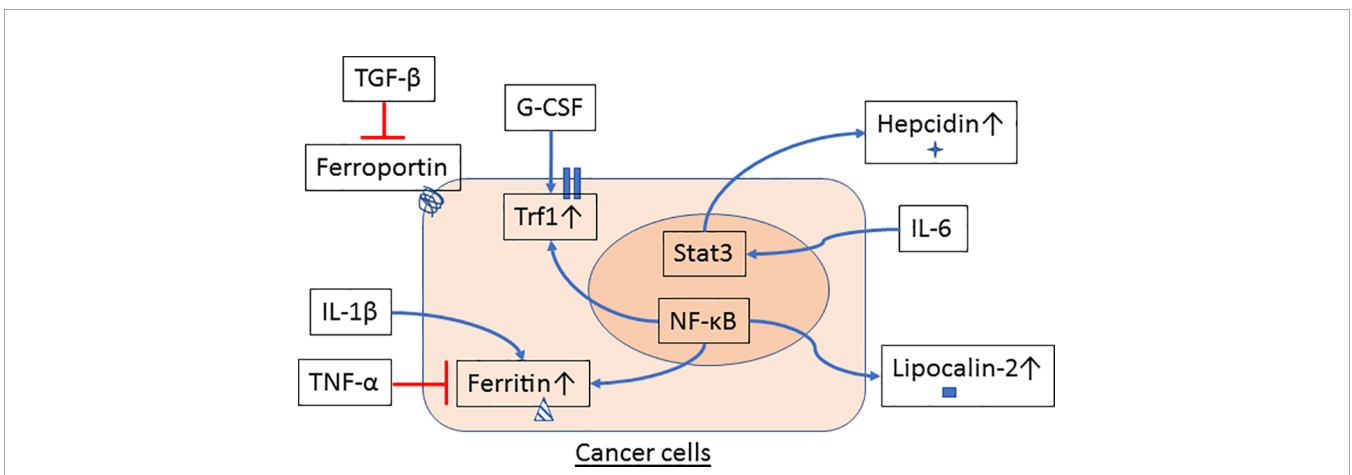 TGF-β
G-CSF
Hepcidin↑
Ferroportin
Trf1↑
IL-6
Stat3
IL-1β
NF-κB
TNF-α
Ferritin↑
Lipocalin-2↑
Cancer cells